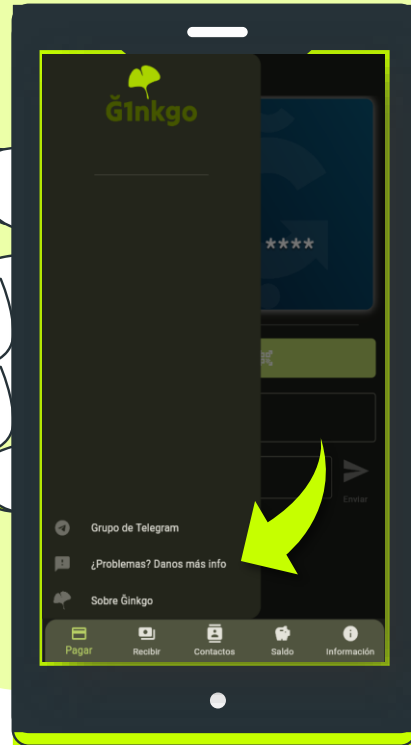 Ğ1nkgo
****
Enviar
Grupo de Telegram
¿Problemas? Danos más info
Sobre Ğinkgo
Pagar
Recibir
Contactos
Saldo
Información